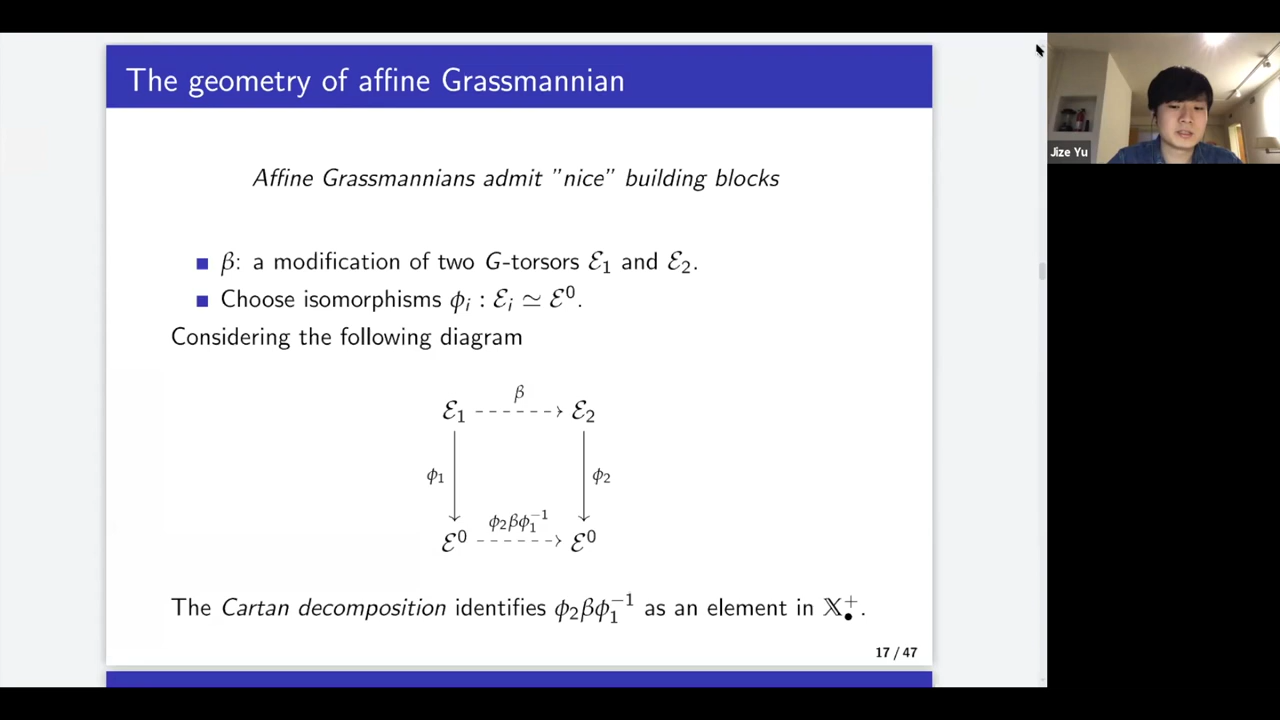 The geometry of affine Grassmannian
Jize Yu
Affine Grassmannians admit ”nice” building blocks
β: a modification of two G-torsors ℰ₁ and ℰ₂.
Choose isomorphisms ϕᵢ : ℰᵢ ≃ ℰ⁰.
Considering the following diagram
β
ℰ₁ ℰ₂
ϕ₁ ϕ₂
ϕ₂βϕ₁⁻¹
ℰ⁰ ℰ⁰
The Cartan decomposition identifies ϕ₂βϕ₁⁻¹ as an element in 𝕏•⁺.
17 / 47